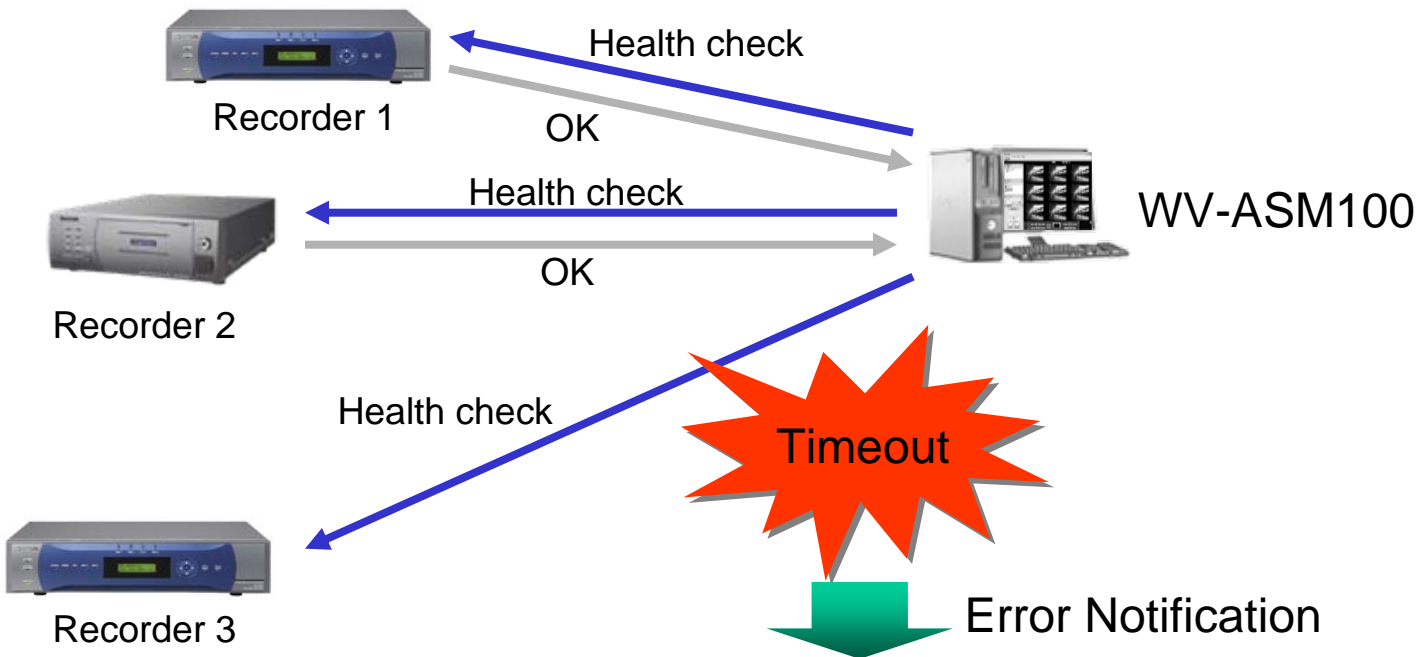 Health check
Recorder 1
OK
Health check
WV-ASM100
OK
Recorder 2
Health check
Timeout
Recorder 3
Error Notification